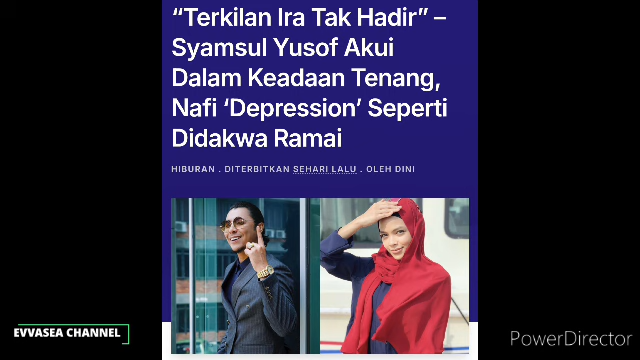 “Terkilan Ira Tak Hadir” –
Syamsul Yusof Akui
Dalam Keadaan Tenang,
Nafi ‘Depression’ Seperti
Didakwa Ramai
HIBURAN . DITERBITKAN SEHARI LALU . OLEH DINI
EVVASEA CHANNEL
PowerDirector